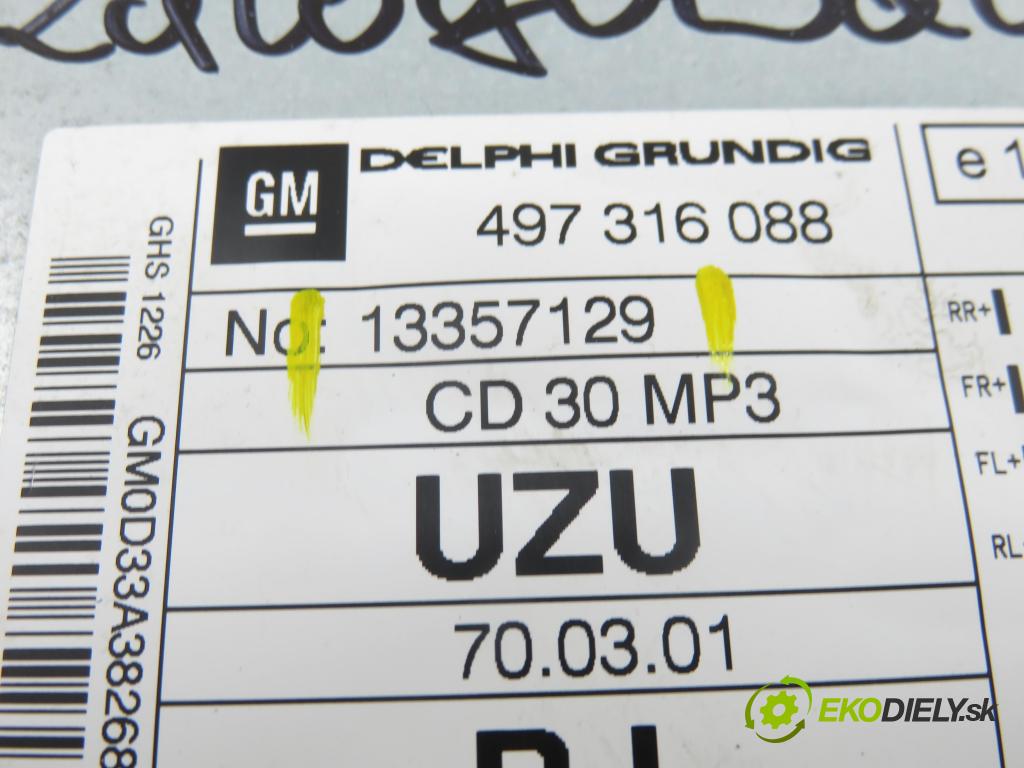 GM
DELPHI GRUNDIG
497 316 088
e 1
No: 13357129
CD 30 MP3
UZU
70.03.01
GHS 1226 GM0D33A38268
RR+
FR+
FL+
RL
EKODIELY.sk